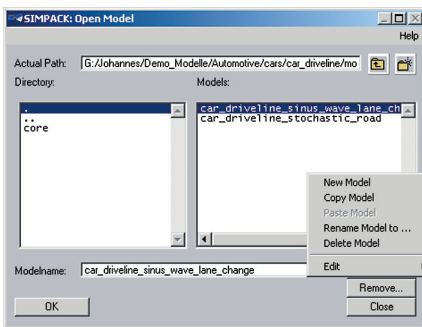 SIMPACK: Open Model
Help
Actual Path: G:/Johannes/Demo_Modelle/Automotive/cars/car_driveline/mo
Directory: Models:
.
..
core
car_driveline_sinus_wave_lane_ch
car_driveline_stochastic_road
New Model
Copy Model
Paste Model
Rename Model to ...
Delete Model
Edit
Modelname: car_driveline_sinus_wave_lane_change
Remove...
OK Close